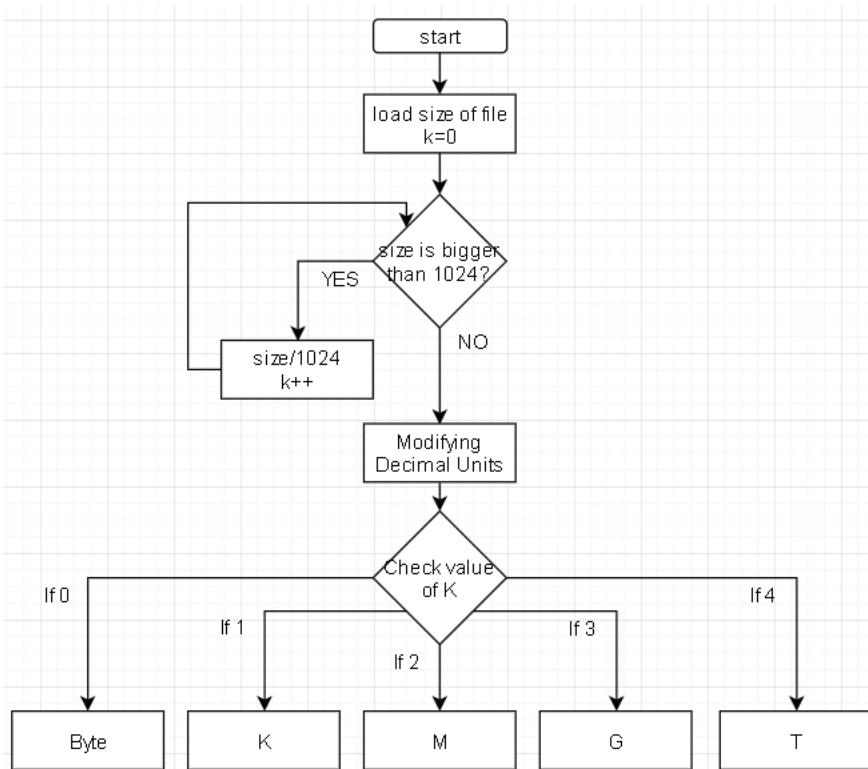 start
load size of file
k=0
size is bigger
than 1024?
YES
size/1024
k++
NO
Modifying
Decimal Units
Check value
of K
If 0
If 1
If 2
If 3
If 4
Byte
K
M
G
T